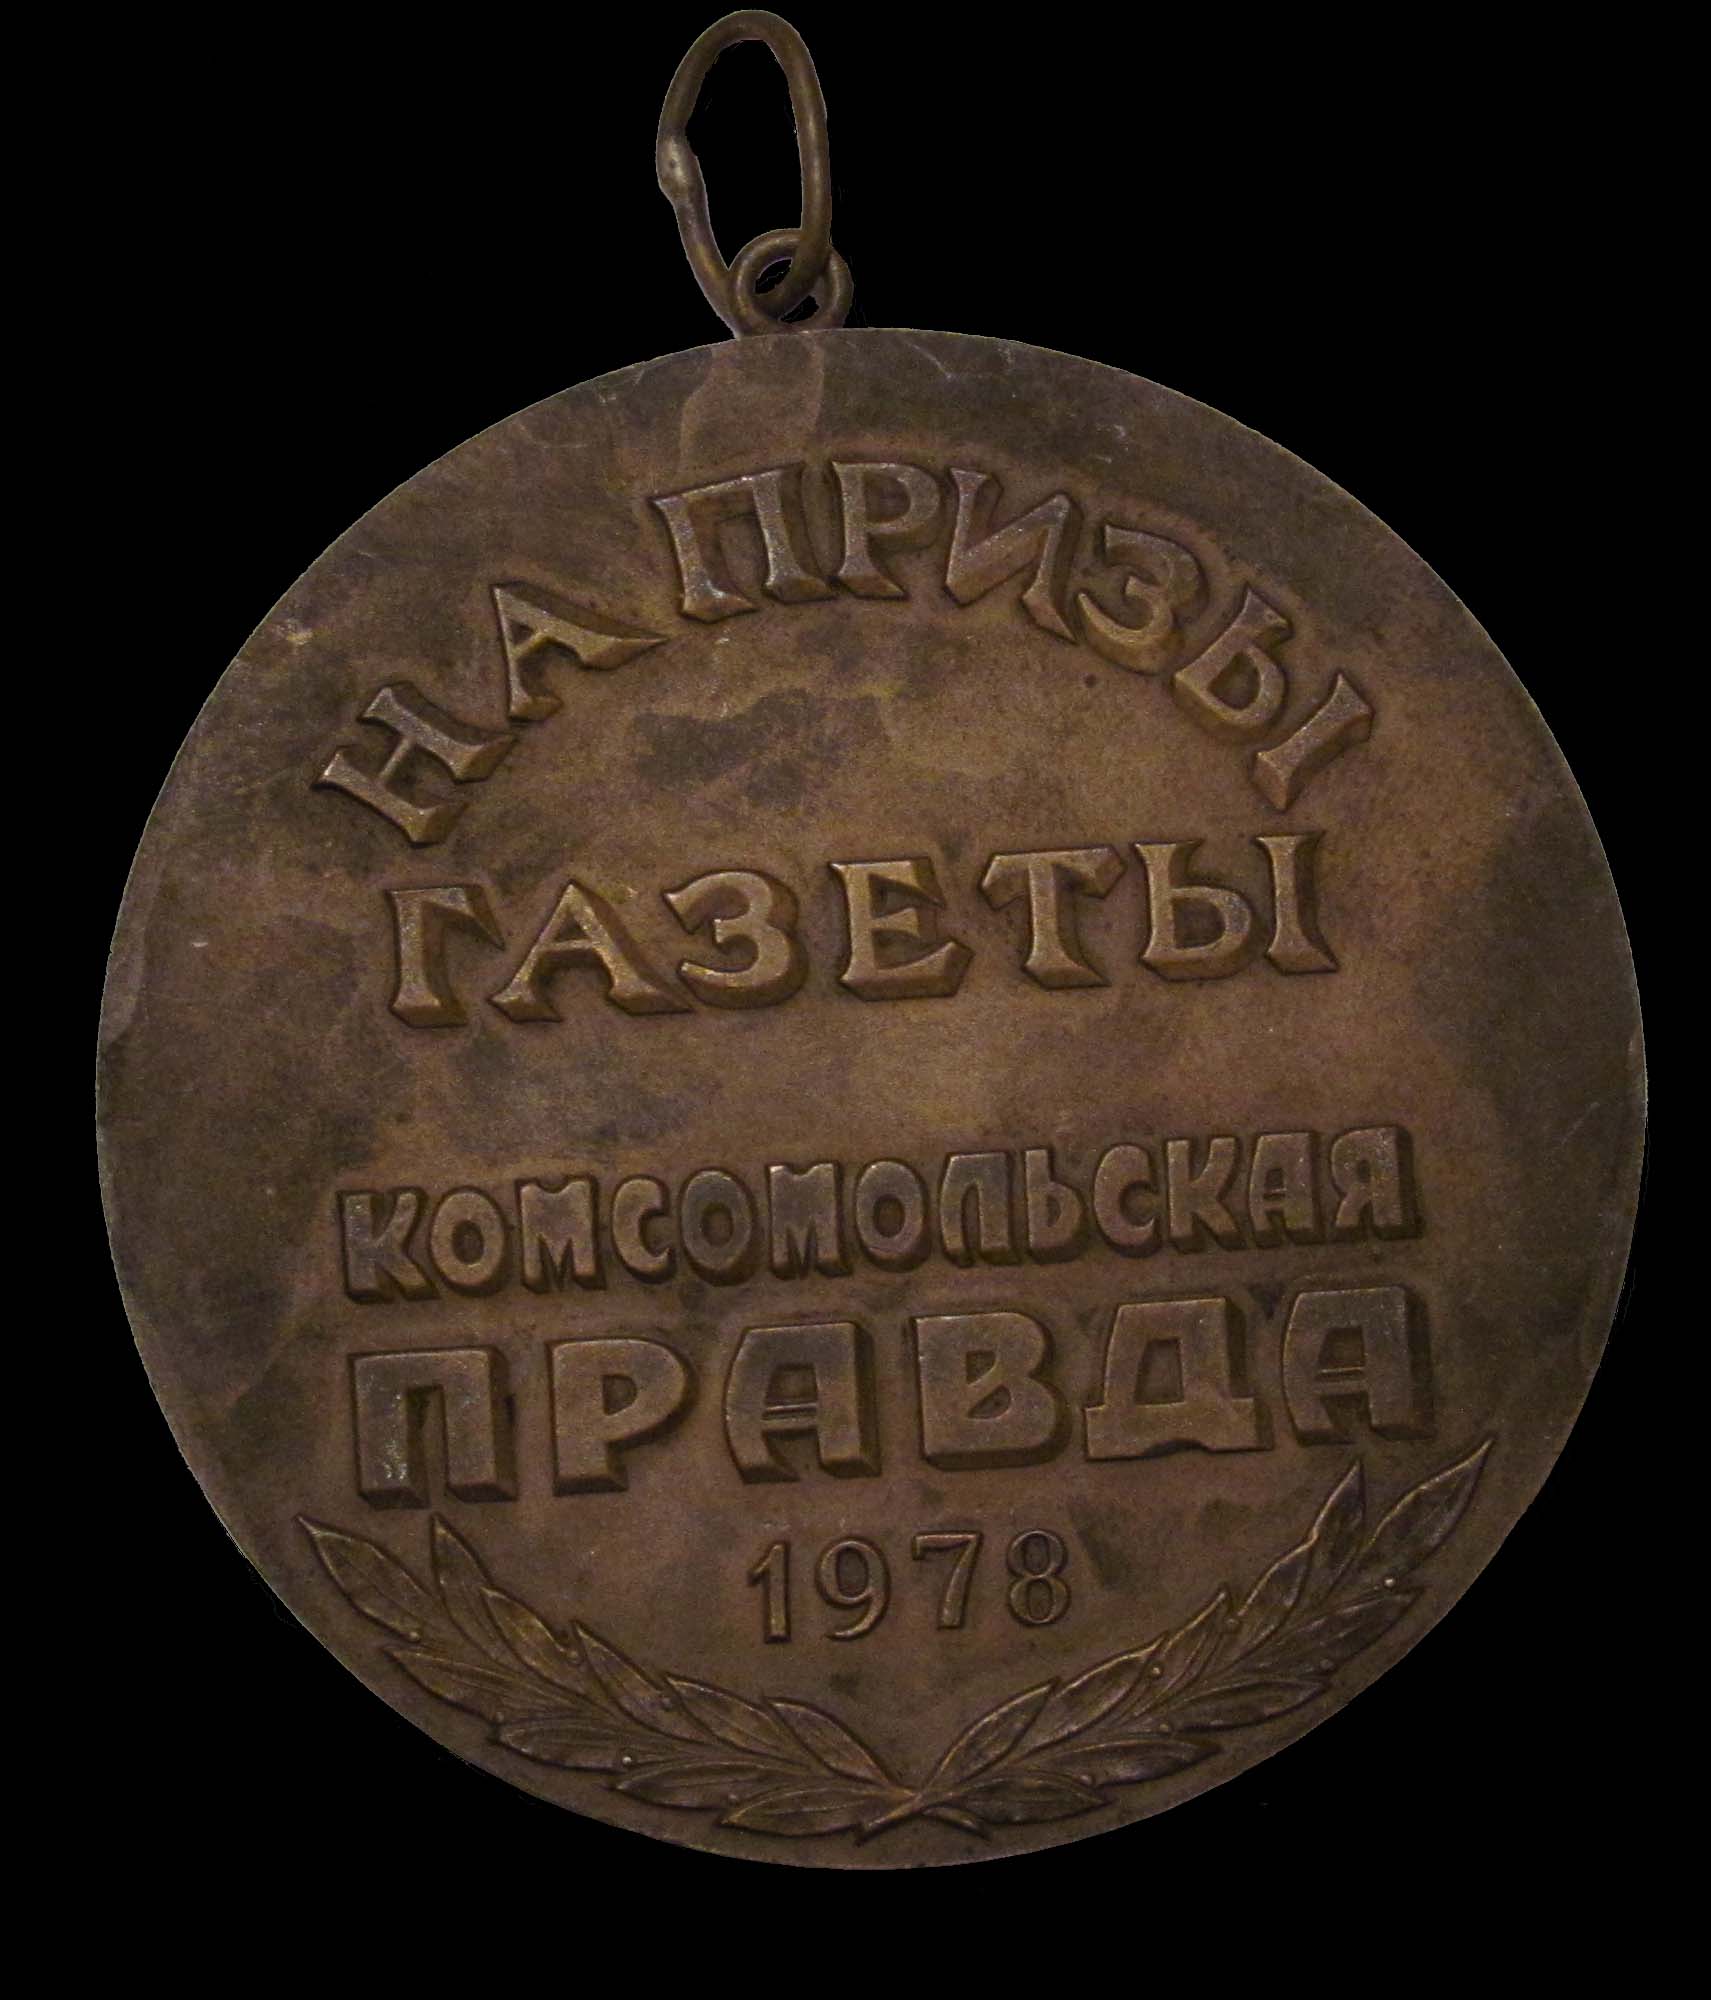 НА ПРИЗЫ
ГАЗЕТЫ
КОМСОМОЛЬСКАЯ
ПРАВДА
1978